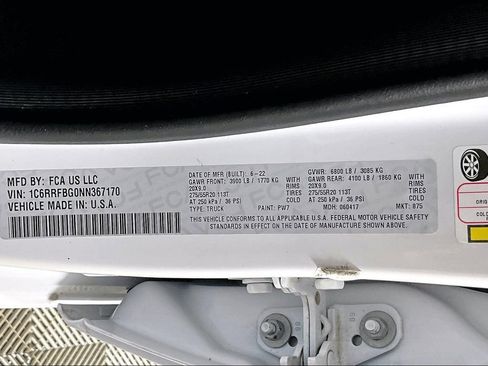 MFD BY: FCA US LLC
VIN: 1C6RRFBG0NN367170
VEHICLE MADE IN: U.S.A.
DATE OF MFR (BUILT): 6-22 GVWR: 6800 LB / 3085 KG
GAWR FRONT: 3900 LB / 1770 KG WITH GAWR REAR: 4100 LB / 1860 KG WITH
20X9.0 RIMS 20X9.0 RIMS
275/55R20 113T TIRES 275/55R20 113T TIRES
AT 250 kPa / 36 PSI COLD AT 250 kPa / 36 PSI COLD
TYPE: TRUCK PAINT: PW7 MDH: 060417 MKT: 875
THIS VEHICLE CONFORMS TO ALL APPLICABLE U.S.A. FEDERAL MOTOR VEHICLE SAFETY
STANDARDS IN EFFECT ON THE DATE OF MANUFACTURE SHOWN ABOVE.